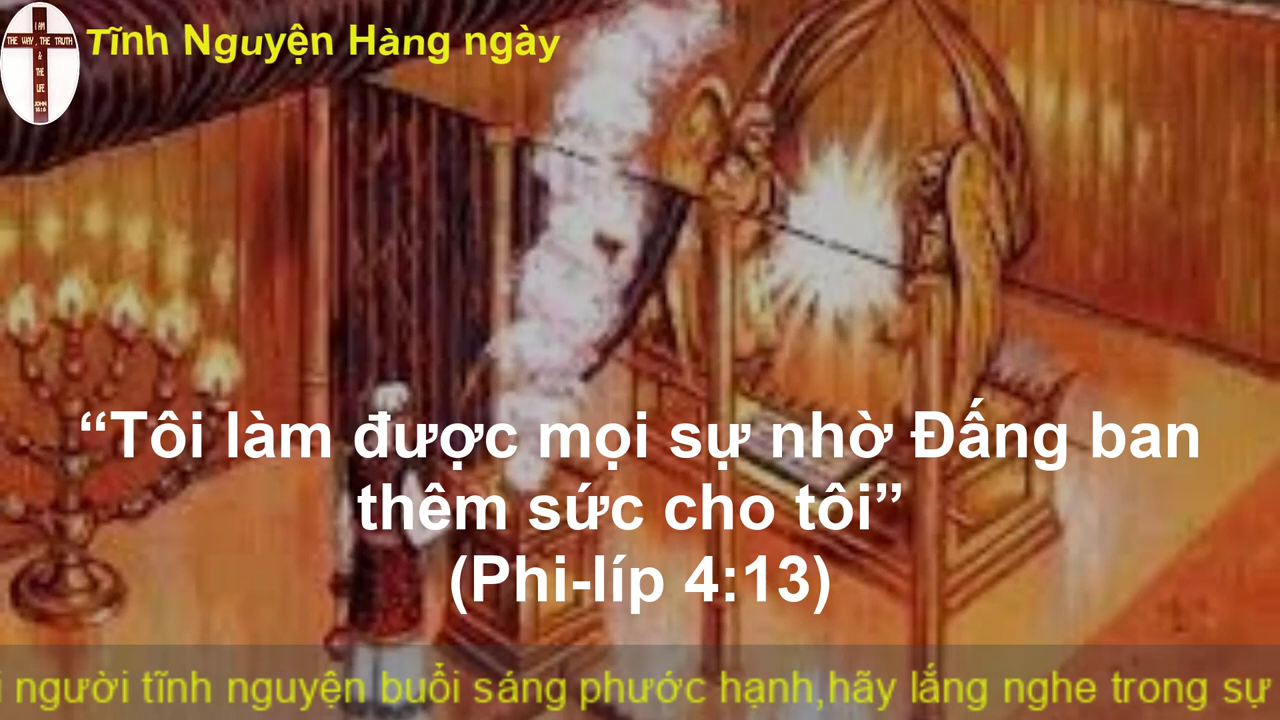 I AM
THE WAY, THE TRUTH
&
THE
LIFE
JOHN
Tĩnh Nguyện Hàng ngày
“Tôi làm được mọi sự nhờ Đấng ban
thêm sức cho tôi”
(Phi-líp 4:13)
người tĩnh nguyện buổi sáng phước hạnh,hãy lắng nghe trong sự